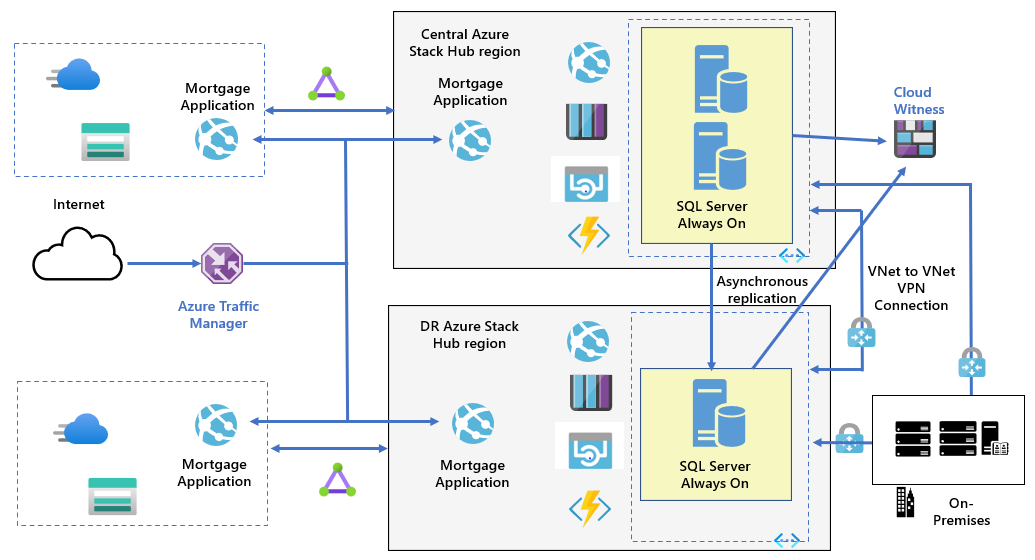 Central Azure
Stack Hub region
Mortgage
Application
Mortgage
Application
Cloud
Witness
SQL Server
Always On
Internet
Azure Traffic
Manager
Asynchronous
replication
VNet to VNet
VPN
Connection
DR Azure Stack
Hub region
Mortgage
Application
Mortgage
Application
SQL Server
Always On
On-
Premises